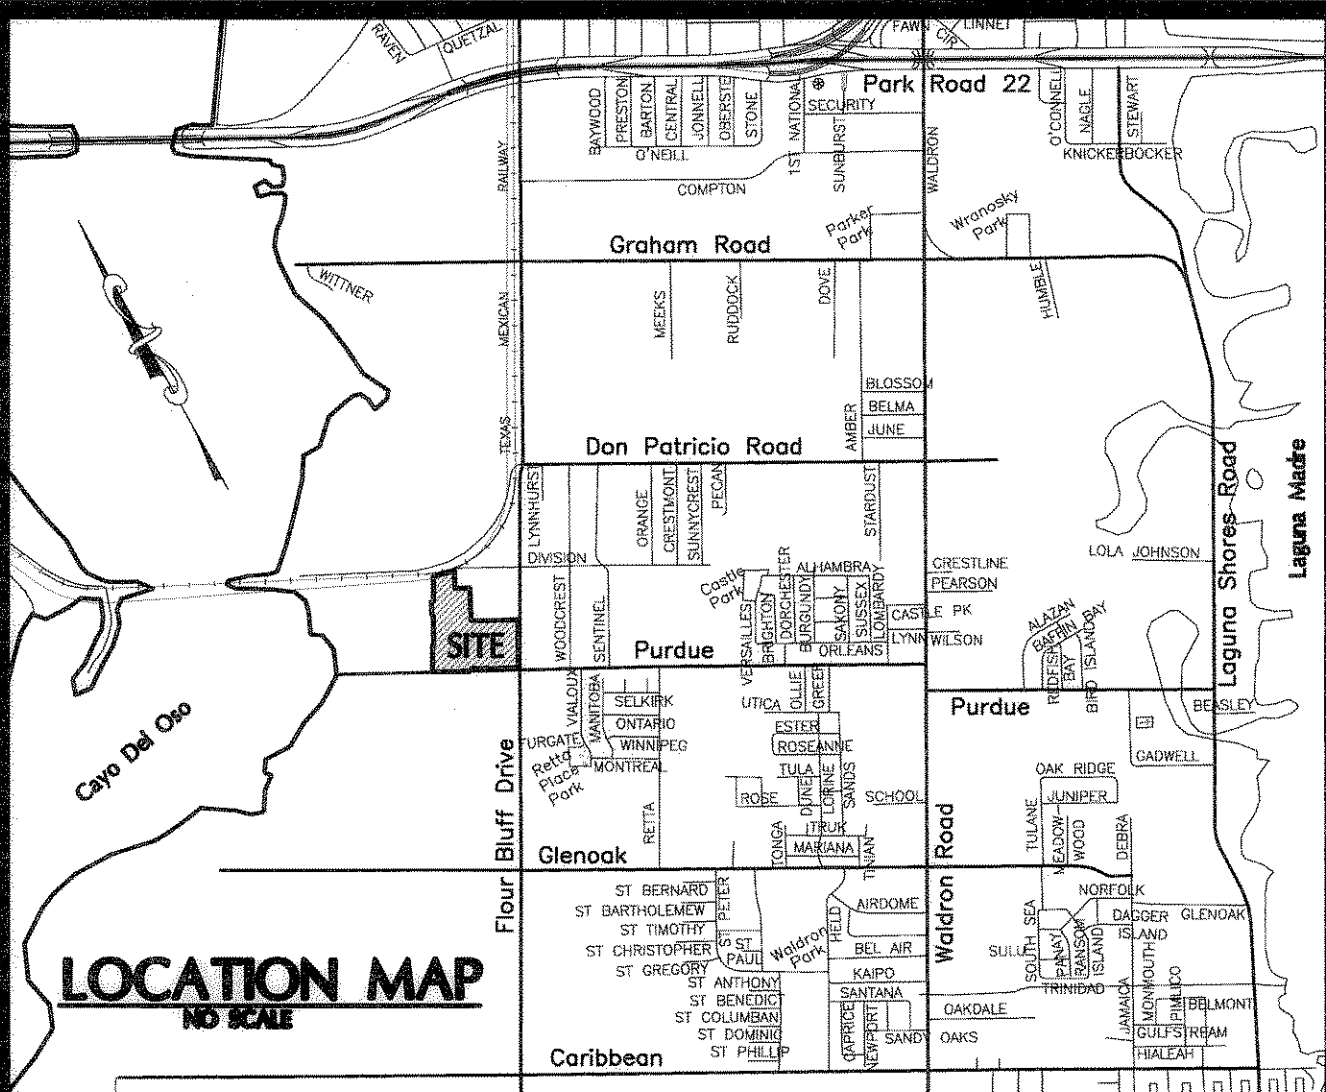 RAVEN
QUETZAL
FAWN
CIR
LINNET
Park Road 22
BAYWOOD
PRESTON
BARTON
CENTRAL
JONNELL
OBERSTE
STONE
1ST NATIONAL
SECURITY
SUNBURST
WALDRON
O'CONNELL
NAGLE
STEWART
KNICKERBOCKER
O'NEILL
COMPTON
RAILWAY
Parker
Park
Wranosky
Park
Graham Road
WITTNER
MEXICAN
MEEKS
RUDDOCK
DOVE
HUMBLE
BLOSSOM
BELMA
JUNE
AMBER
TEXAS
Don Patricio Road
Laguna Shores Road
Laguna Madre
LYNNHURST
ORANGE
CRESTMONT
SUNNYCREST
PECAN
STARDUST
DIVISION
LOLA JOHNSON
WOODCREST
SENTINEL
Castle
Park
ALHAMBRA
CRESTLINE
PEARSON
VERSAILLES
BRIGHTON
DORCHESTER
BURGUNDY
SAKONY
SUSSEX
LOMBARDY
CASTLE PK
LYNNWILSON
ORLEANS
ALAZAN
BAFFIN BAY
REDFISH
BAY
BIRD ISLAND
SITE
Purdue
VIALOUX
MANITOBA
SELKIRK
ONTARIO
WINNIPEG
MONTREAL
TURGATE
Retta
Place
Park
RETTA
UTICA
OLLIE
GREER
ESTER
ROSEANNE
TULA
DUNE
LORINE
SANDS
ROSE
SCHOOL
TONGA
TRUK
MARIANA
TINIAN
Purdue
BEASLEY
GADWELL
OAK RIDGE
JUNIPER
TULANE
MEADOW
WOOD
DEBRA
Cayo Del Oso
Flour Bluff Drive
Glenoak
Waldron Road
ST BERNARD
ST BARTHOLEMEW
ST TIMOTHY
ST CHRISTOPHER
ST GREGORY
ST PETER
ST
PAUL
ST ANTHONY
ST BENEDICT
ST COLUMBAN
ST DOMINIC
ST PHILLIP
Waldron
Park
HELD
AIRDOME
BEL AIR
KAIPO
SANTANA
CAPRICE
NEWPORT
SANDY OAKS
OAKDALE
NORFOLK
DAGGER
ISLAND
GLENOAK
SULU
SOUTH SEA
PANAY
RANSOM
ISLAND
TRINIDAD
JAMAICA
MONMOUTH
PIMLICO
BELMONT
GULFSTREAM
HIALEAH
LOCATION MAP
NO SCALE
Caribbean